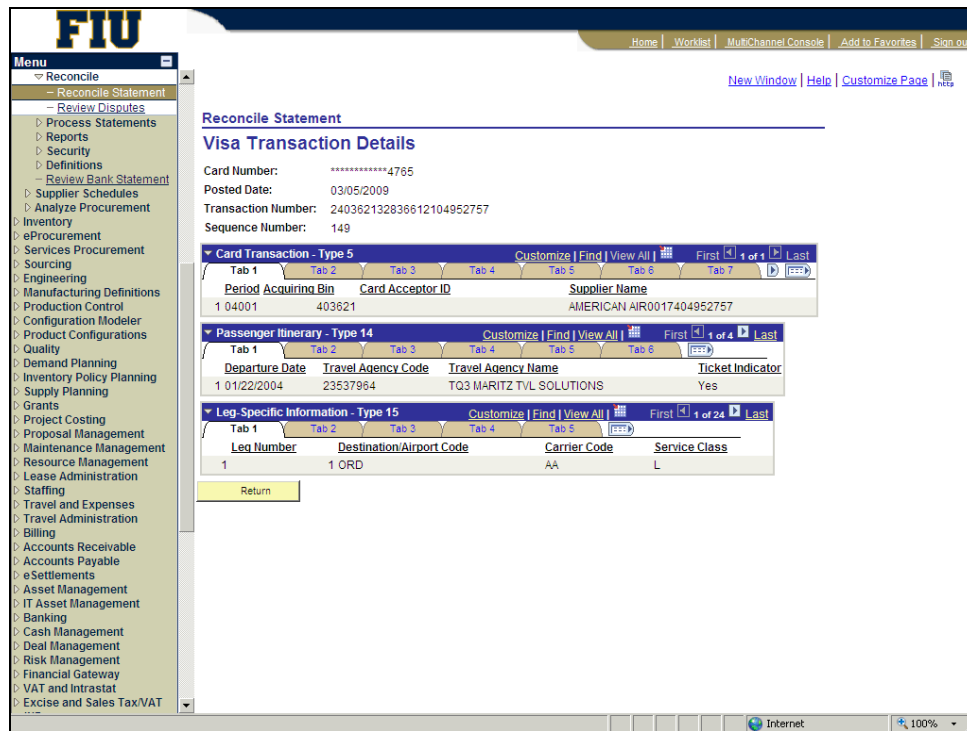 FIU
Home | Worklist | MultiChannel Console | Add to Favorites | Sign ou
Menu
Reconcile
– Reconcile Statement
– Review Disputes
Process Statements
Reports
Security
Definitions
– Review Bank Statement
Supplier Schedules
Analyze Procurement
Inventory
eProcurement
Services Procurement
Sourcing
Engineering
Manufacturing Definitions
Production Control
Configuration Modeler
Product Configurations
Quality
Demand Planning
Inventory Policy Planning
Supply Planning
Grants
Project Costing
Proposal Management
Maintenance Management
Resource Management
Lease Administration
Staffing
Travel and Expenses
Travel Administration
Billing
Accounts Receivable
Accounts Payable
eSettlements
Asset Management
IT Asset Management
Banking
Cash Management
Deal Management
Risk Management
Financial Gateway
VAT and Intrastat
Excise and Sales Tax/VAT
New Window | Help | Customize Page | http
Reconcile Statement
Visa Transaction Details
Card Number: ************4765
Posted Date: 03/05/2009
Transaction Number: 240362132836612104952757
Sequence Number: 149
Card Transaction - Type 5 Customize | Find | View All | First 1 of 1 Last
Tab 1 Tab 2 Tab 3 Tab 4 Tab 5 Tab 6 Tab 7
Period Acquiring Bin Card Acceptor ID Supplier Name
1 04001 403621 AMERICAN AIR0017404952757
Passenger Itinerary - Type 14 Customize | Find | View All | First 1 of 4 Last
Tab 1 Tab 2 Tab 3 Tab 4 Tab 5 Tab 6
Departure Date Travel Agency Code Travel Agency Name Ticket Indicator
1 01/22/2004 23537964 TQ3 MARITZ TVL SOLUTIONS Yes
Leg-Specific Information - Type 15 Customize | Find | View All | First 1 of 24 Last
Tab 1 Tab 2 Tab 3 Tab 4 Tab 5
Leg Number Destination/Airport Code Carrier Code Service Class
1 1 ORD AA L
Return
Internet 100%